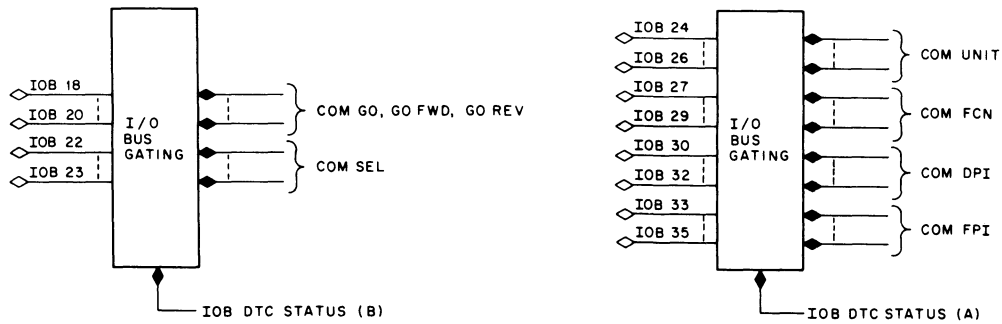 IOB 18
IOB 20
IOB 22
IOB 23
I/O
BUS
GATING
COM GO, GO FWD, GO REV
COM SEL
IOB DTC STATUS (B)
IOB 24
IOB 26
IOB 27
IOB 29
IOB 30
IOB 32
IOB 33
IOB 35
I/O
BUS
GATING
COM UNIT
COM FCN
COM DPI
COM FPI
IOB DTC STATUS (A)